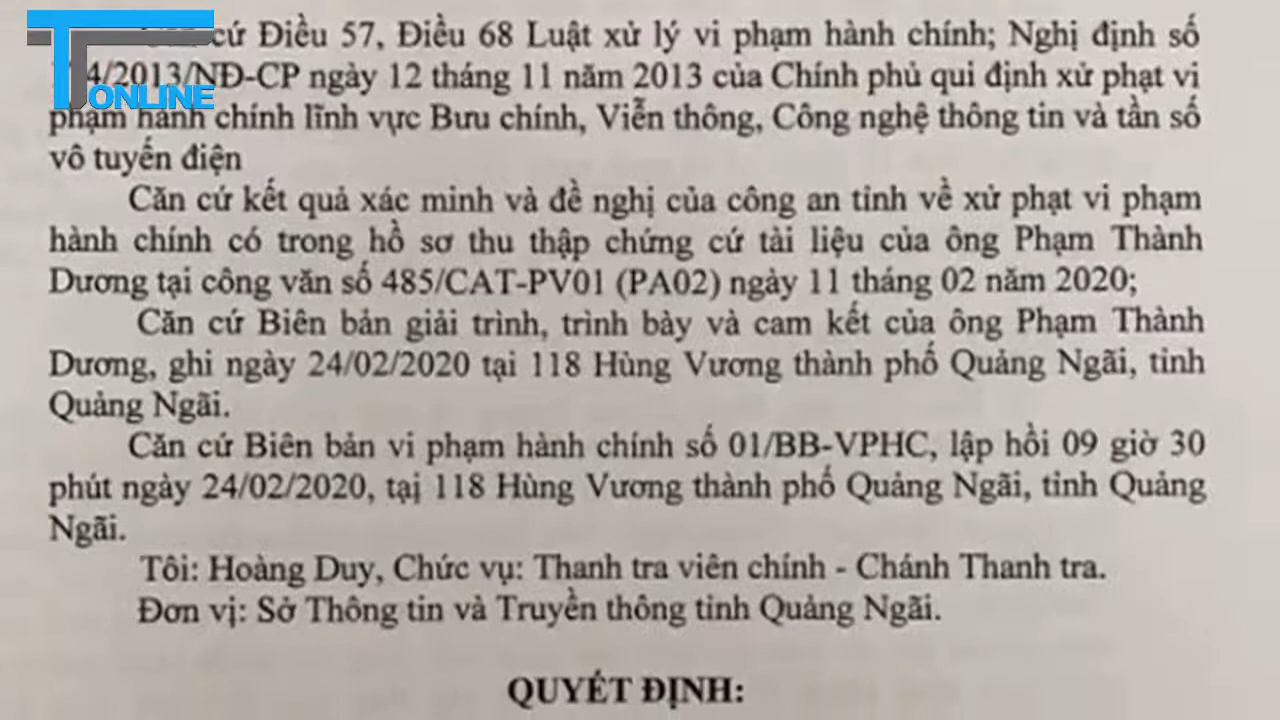 cứ Điều 57, Điều 68 Luật xử lý vi phạm hành chính; Nghị định số
4/2013/NĐ-CP ngày 12 tháng 11 năm 2013 của Chính phủ qui định xử phạt vi
phạm hành chính lĩnh vực Bưu chính, Viễn thông, Công nghệ thông tin và tần số
vô tuyến điện
Căn cứ kết quả xác minh và đề nghị của công an tỉnh về xử phạt vi phạm
hành chính có trong hồ sơ thu thập chứng cứ tài liệu của ông Phạm Thành
Dương tại công văn số 485/CAT-PV01 (PA02) ngày 11 tháng 02 năm 2020;
Căn cứ Biên bản giải trình, trình bày và cam kết của ông Phạm Thành
Dương, ghi ngày 24/02/2020 tại 118 Hùng Vương thành phố Quảng Ngãi, tỉnh
Quảng Ngãi.
Căn cứ Biên bản vi phạm hành chính số 01/BB-VPHC, lập hồi 09 giờ 30
phút ngày 24/02/2020, tại 118 Hùng Vương thành phố Quảng Ngãi, tỉnh Quảng
Ngãi.
Tôi: Hoàng Duy, Chức vụ: Thanh tra viên chính - Chánh Thanh tra.
Đơn vị: Sở Thông tin và Truyền thông tỉnh Quảng Ngãi.
QUYẾT ĐỊNH:
TT ONLINE